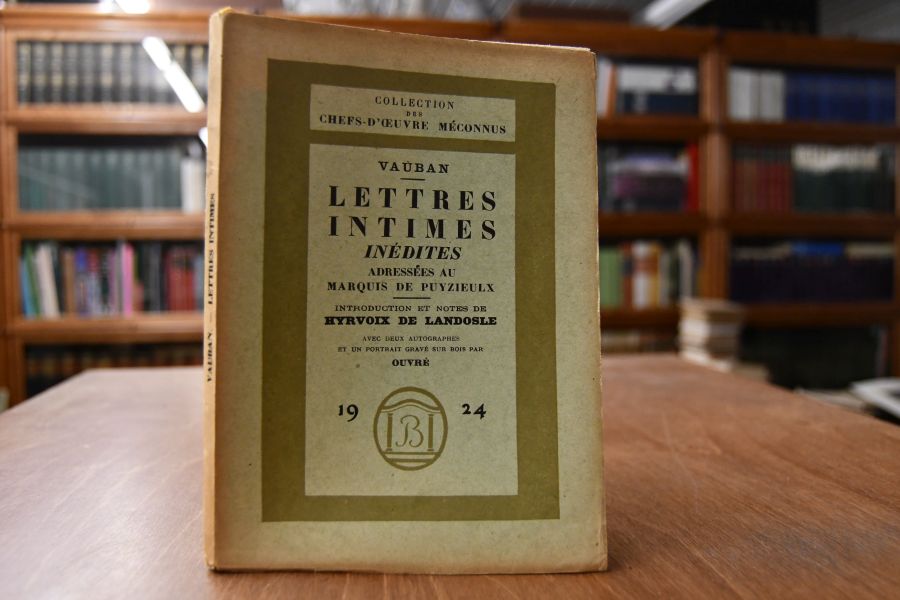 COLLECTION
DES
CHEFS-D'ŒUVRE MÉCONNUS
VAUBAN
LETTRES
INTIMES
INÉDITES
ADRESSÉES AU
MARQUIS DE PUYZIEULX
INTRODUCTION ET NOTES DE
HYRVOIX DE LANDOSLE
AVEC DEUX AUTOGRAPHES
ET UN PORTRAIT GRAVÉ SUR BOIS PAR
OUVRÉ
19 24
B
VAUBAN — LETTRES INTIMES